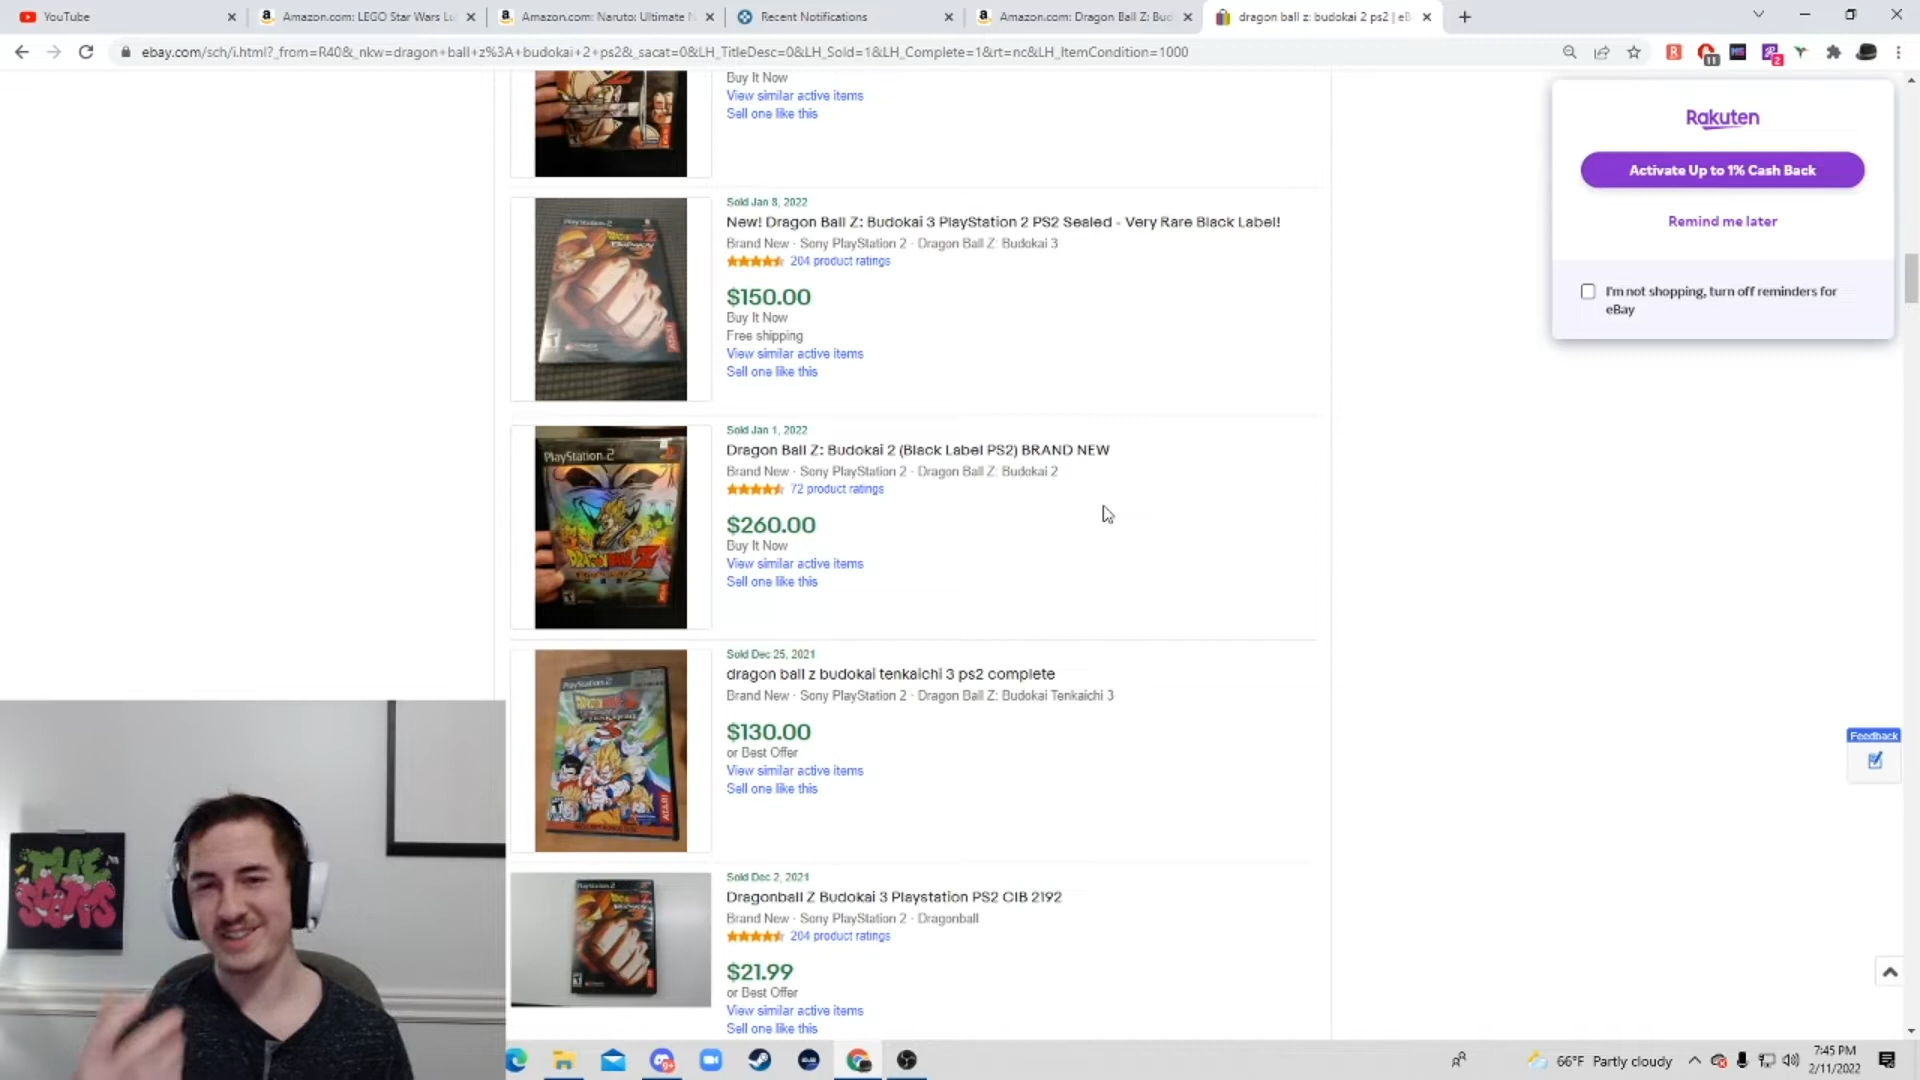 YouTube
Amazon.com: LEGO Star Wars Lu
Amazon.com: Naruto: Ultimate N
Recent Notifications
Amazon.com: Dragon Ball Z: Bud
dragon ball z: budokai 2 ps2 | eB
ebay.com/sch/i.html?_from=R40&_nkw=dragon+ball+z%3A+budokai+2+ps2&_sacat=0&LH_TitleDesc=0&LH_Sold=1&LH_Complete=1&rt=nc&LH_ItemCondition=1000
11
2
Buy It Now
View similar active items
Sell one like this
Rakuten
Activate Up to 1% Cash Back
Remind me later
I'm not shopping, turn off reminders for
eBay
Sold Jan 8, 2022
New! Dragon Ball Z: Budokai 3 PlayStation 2 PS2 Sealed - Very Rare Black Label!
Brand New · Sony PlayStation 2 · Dragon Ball Z: Budokai 3
204 product ratings
$150.00
Buy It Now
Free shipping
View similar active items
Sell one like this
Sold Jan 1, 2022
Dragon Ball Z: Budokai 2 (Black Label PS2) BRAND NEW
Brand New · Sony PlayStation 2 · Dragon Ball Z: Budokai 2
72 product ratings
$260.00
Buy It Now
View similar active items
Sell one like this
PlayStation 2
DRAGON BALL Z
Sold Dec 25, 2021
dragon ball z budokai tenkaichi 3 ps2 complete
Brand New · Sony PlayStation 2 · Dragon Ball Z: Budokai Tenkaichi 3
$130.00
or Best Offer
View similar active items
Sell one like this
ATARI
Sold Dec 2, 2021
Dragonball Z Budokai 3 Playstation PS2 CIB 2192
Brand New · Sony PlayStation 2 · Dragonball
204 product ratings
$21.99
or Best Offer
View similar active items
Sell one like this
Feedback
THE
SCOTS
66°F Partly cloudy
7:45 PM
2/11/2022